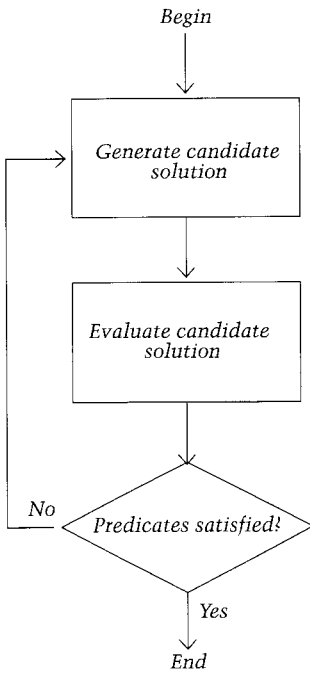 Begin
Generate candidate
solution
Evaluate candidate
solution
Predicates satisfied?
No
Yes
End